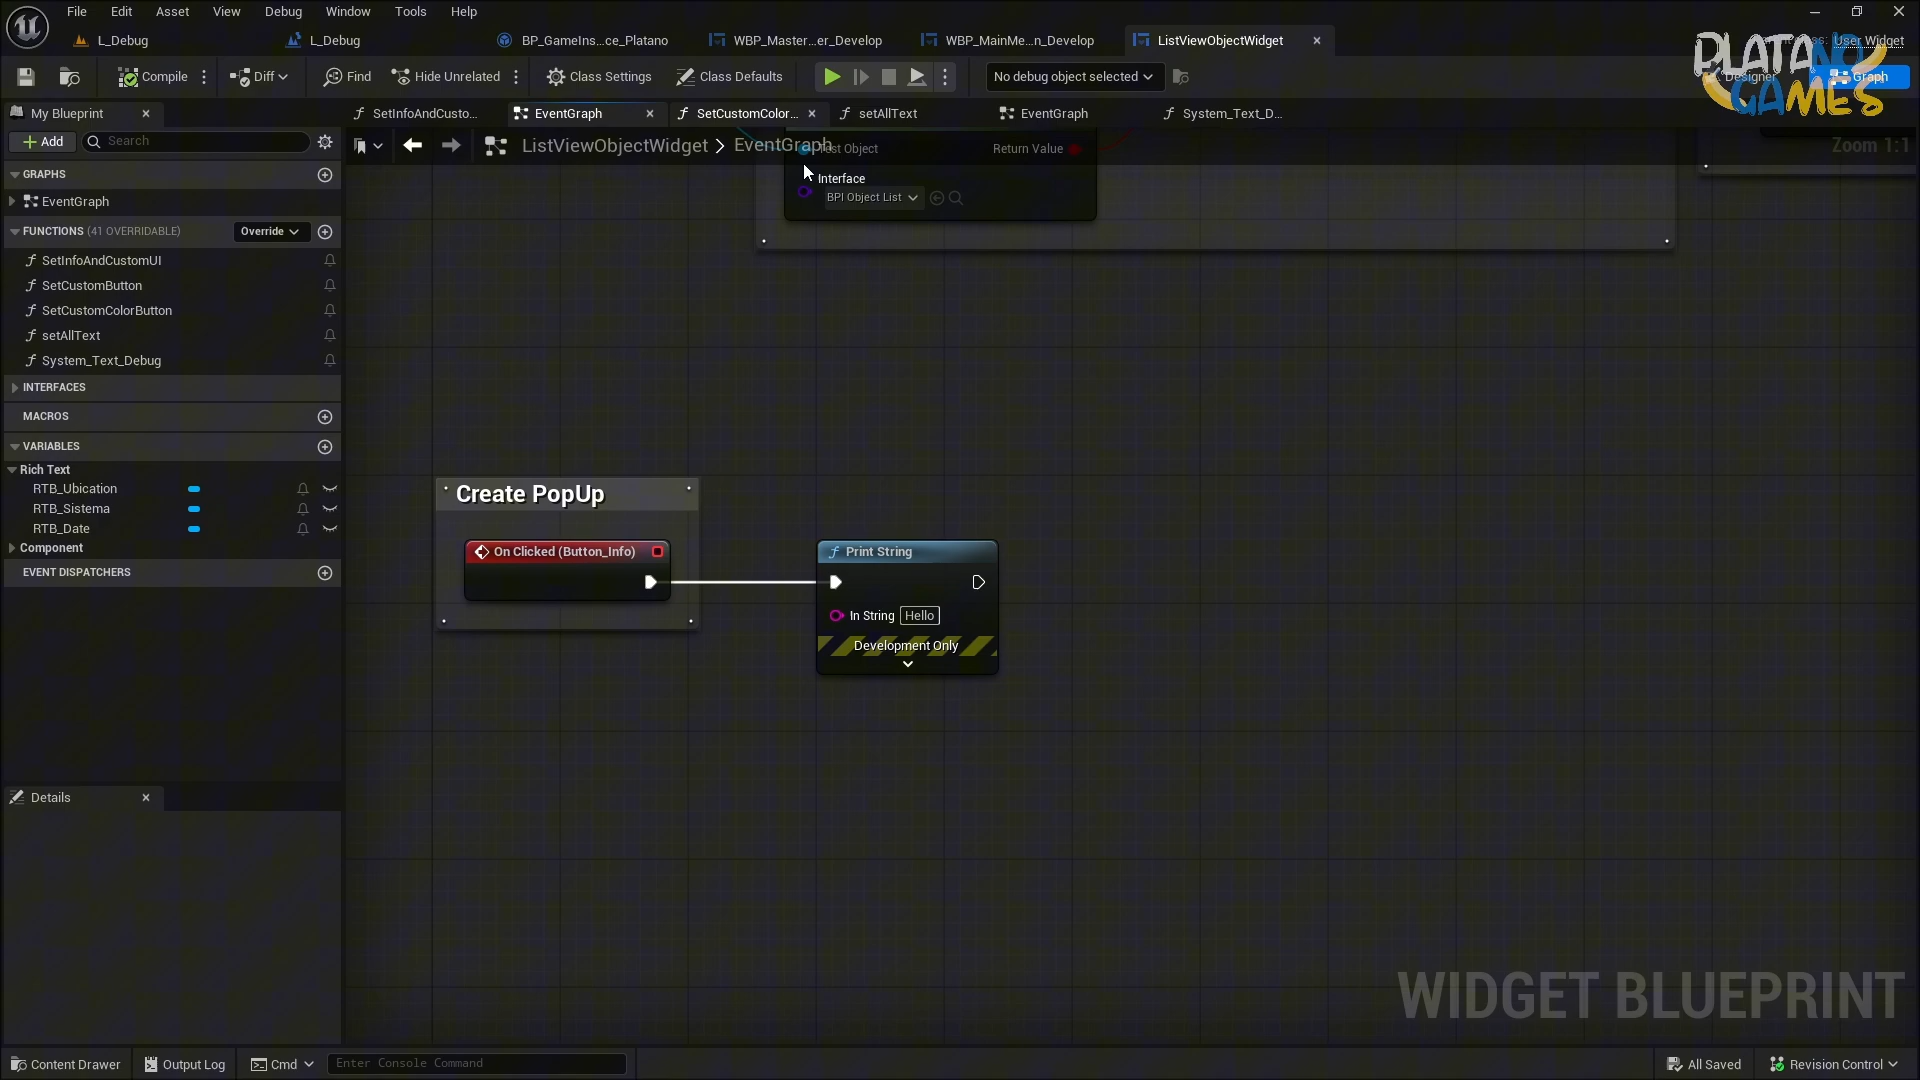 File Edit Asset View Debug Window Tools Help
L_Debug L_Debug BP_GameIns...ce_Platano WBP_Master...er_Develop WBP_MainMe...n_Develop ListViewObjectWidget User Widget
Compile Diff Find Hide Unrelated Class Settings Class Defaults No debug object selected Designer Graph
PLATANO GAMES
My Blueprint SetInfoAndCusto... EventGraph SetCustomColor... setAllText EventGraph System_Text_D...
Add Search ListViewObjectWidget > EventGraph Zoom 1:1
Object Return Value
GRAPHS
Interface
BPI Object List
EventGraph
FUNCTIONS (41 OVERRIDABLE) Override
SetInfoAndCustomUI
SetCustomButton
SetCustomColorButton
setAllText
System_Text_Debug
INTERFACES
MACROS
VARIABLES
Rich Text
RTB_Ubication
RTB_Sistema
RTB_Date
Component
EVENT DISPATCHERS
Create PopUp
On Clicked (Button_Info)
Print String
In String Hello
Development Only
Details
WIDGET BLUEPRINT
Content Drawer Output Log Cmd Enter Console Command All Saved Revision Control